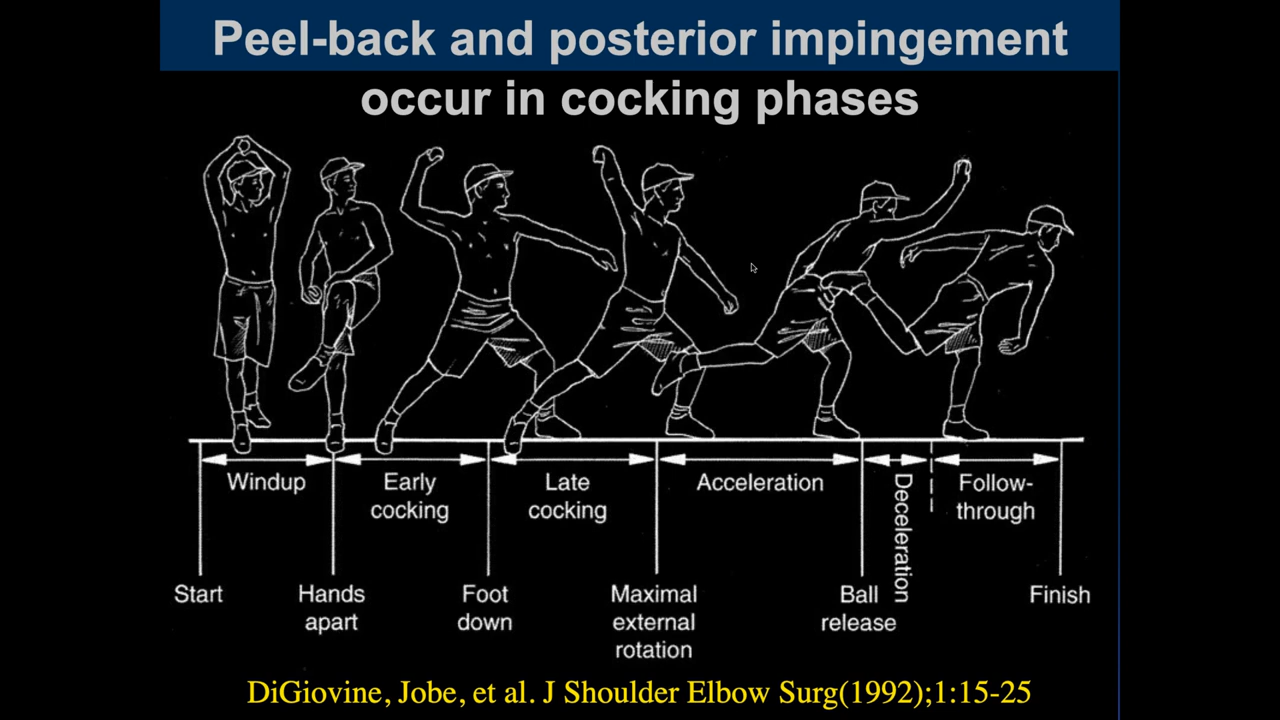 Peel-back and posterior impingement
occur in cocking phases
Windup
Early
cocking
Late
cocking
Acceleration
Deceleration
Follow-
through
Start
Hands
apart
Foot
down
Maximal
external
rotation
Ball
release
Finish
DiGiovine, Jobe, et al. J Shoulder Elbow Surg(1992);1:15-25